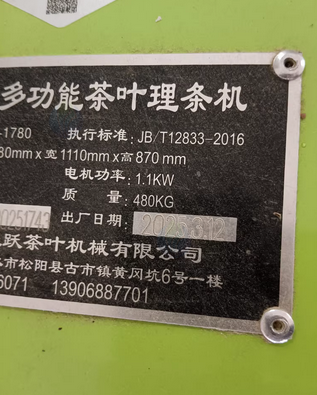 多功能茶叶理条机
-1780 执行标准: JB/T12833-2016
80mm x 宽 1110mm x 高 870 mm
电机功率: 1.1KW
质 量: 480KG
20251743 出厂日期:
跃茶叶机械有限公司
市松阳县古市镇黄冈坑6号一楼
6071 13906887701